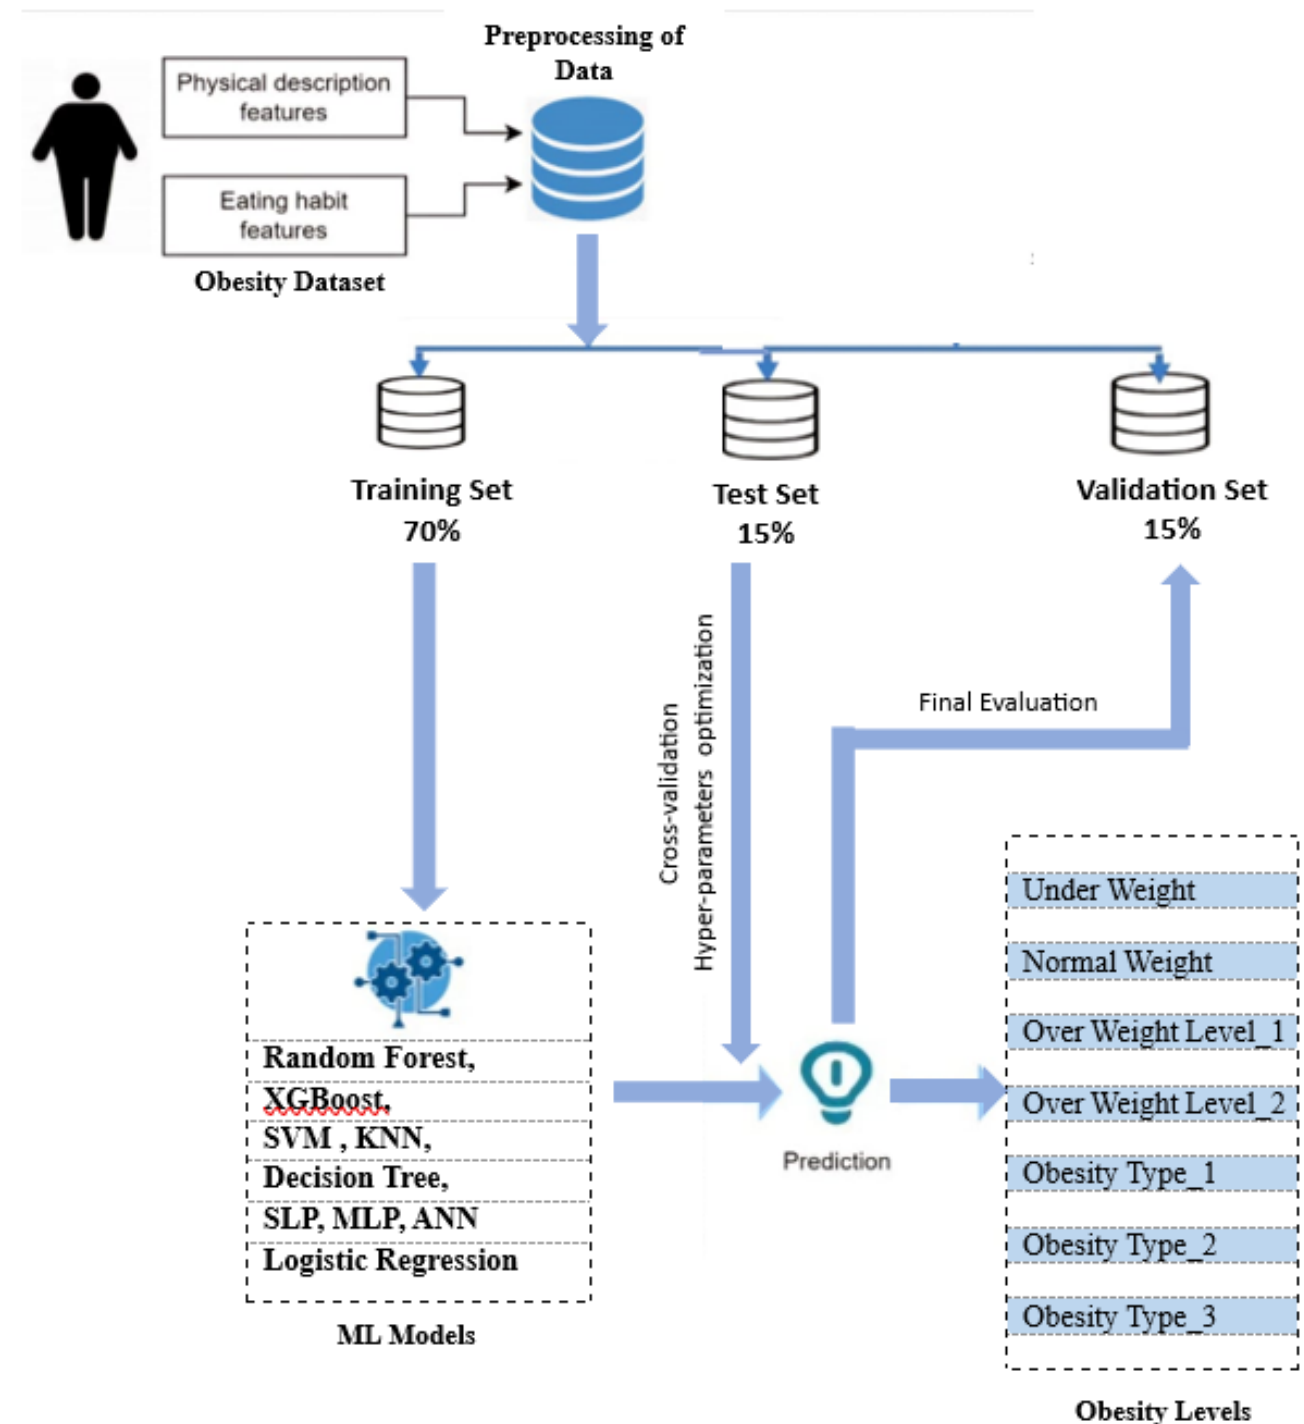 Preprocessing of
Data
Physical description
features
Eating habit
features
Obesity Dataset
Training Set
70%
Test Set
15%
Validation Set
15%
Cross-validation
Hyper-parameters optimization
Final Evaluation
Random Forest,
XGBoost,
SVM , KNN,
Decision Tree,
SLP, MLP, ANN
Logistic Regression
ML Models
Prediction
Under Weight
Normal Weight
Over Weight Level_1
Over Weight Level_2
Obesity Type_1
Obesity Type_2
Obesity Type_3
Obesity Levels